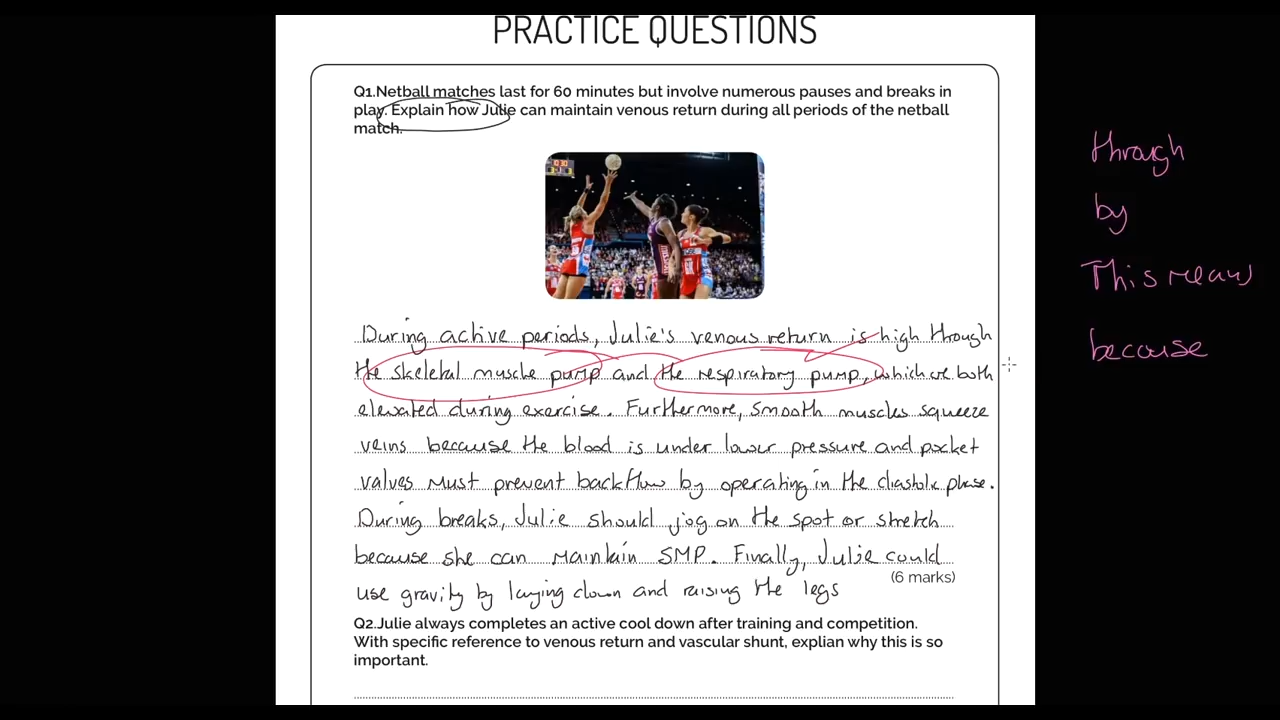 PRACTICE QUESTIONS
Q1.Netball matches last for 60 minutes but involve numerous pauses and breaks in
play. Explain how Julie can maintain venous return during all periods of the netball
match.
through
by
This means
because
During active periods, Julie's venous return is high through
the skeletal muscle pump and the respiratory pump, which are both
elevated during exercise. Furthermore, smooth muscles squeeze
veins because the blood is under lower pressure and pocket
valves must prevent backflow by operating in the diastolic phase.
During breaks, Julie should jog on the spot or stretch
because she can maintain SMP. Finally, Julie could
(6 marks)
use gravity by laying down and raising the legs
Q2.Julie always completes an active cool down after training and competition.
With specific reference to venous return and vascular shunt, explian why this is so
important.